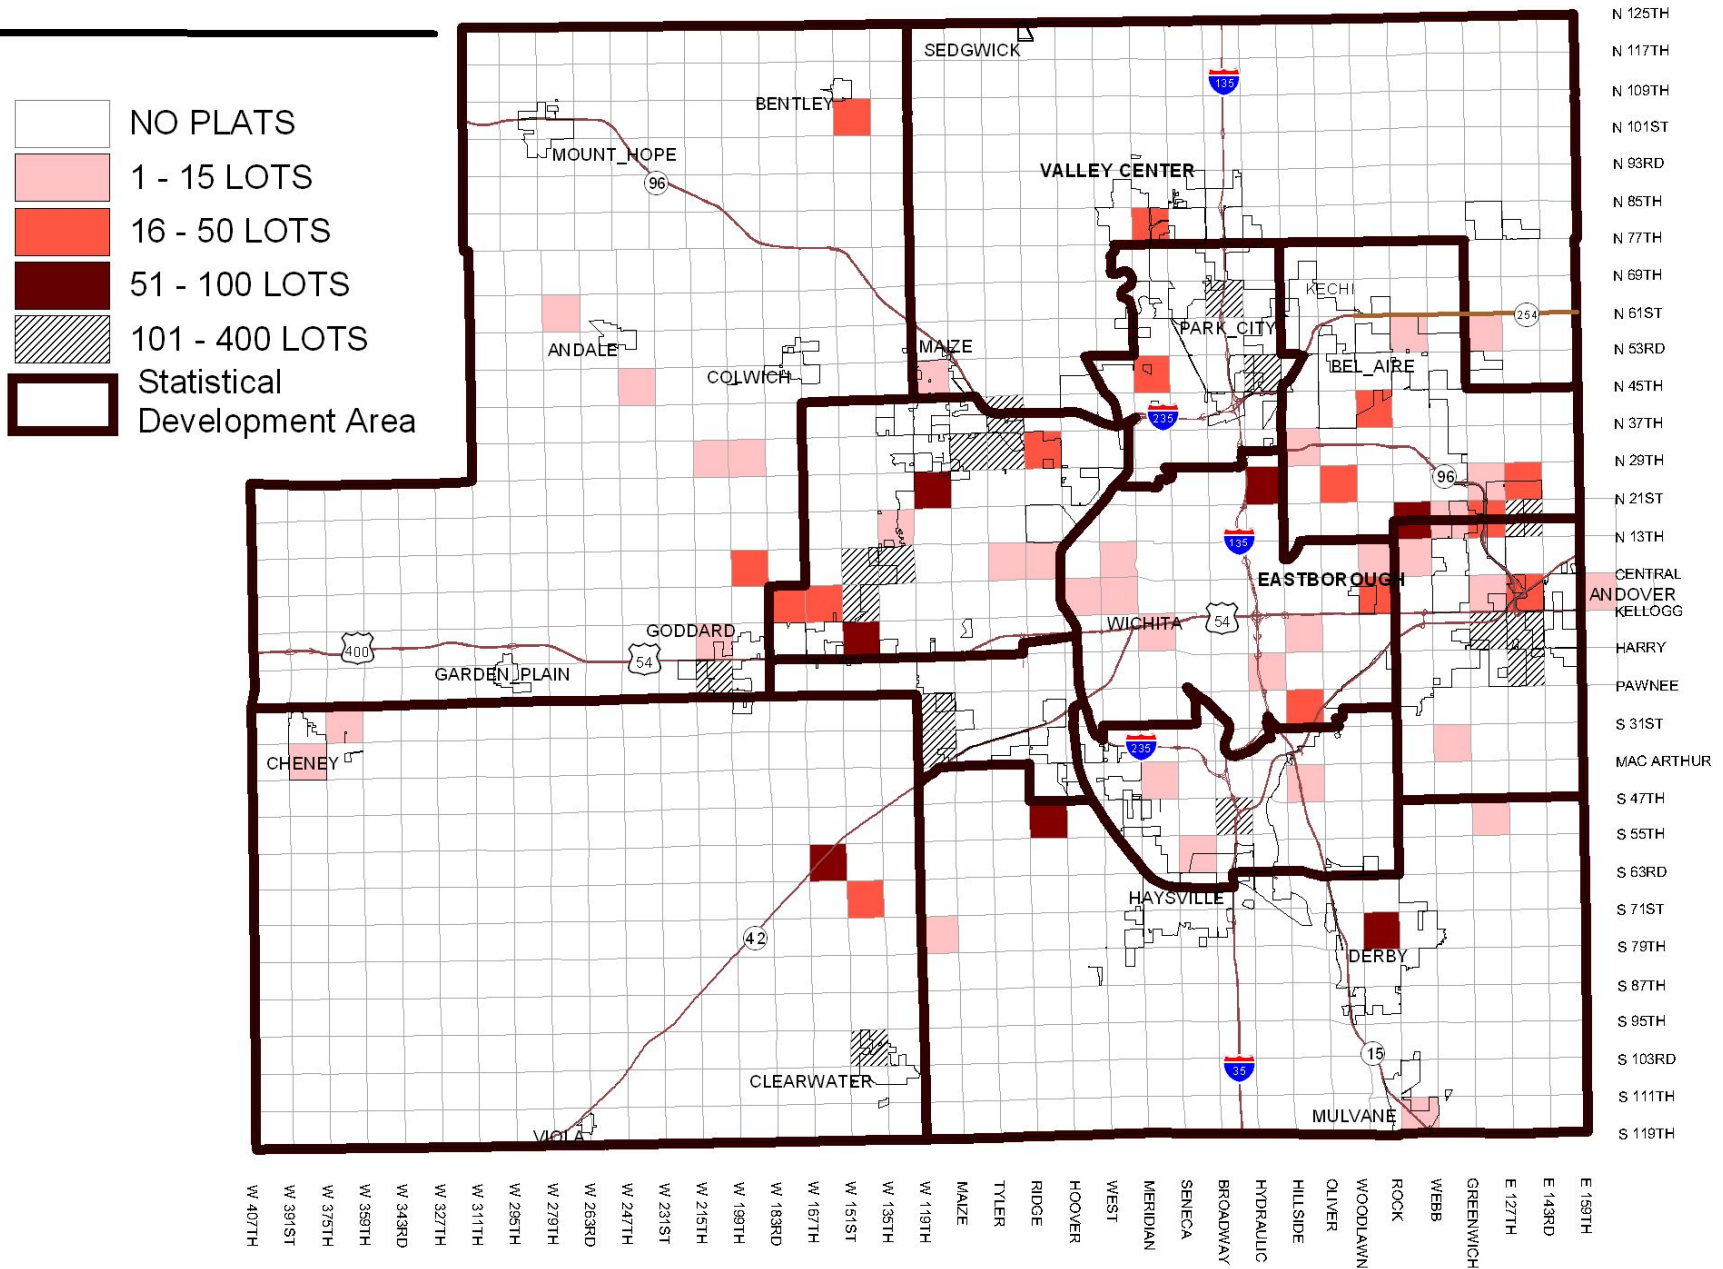 NO PLATS
1 - 15 LOTS
16 - 50 LOTS
51 - 100 LOTS
101 - 400 LOTS
Statistical
Development Area
SEDGWICK
135
BENTLEY
MOUNT_HOPE
96
VALLEY CENTER
KECHI
254
PARK_CITY
ANDALE
MAIZE
COLWICH
BEL_AIRE
235
96
135
EASTBOROUGH
ANDOVER
WICHITA
54
GODDARD
400
54
GARDEN_PLAIN
CHENEY
235
42
HAYSVILLE
DERBY
15
35
CLEARWATER
MULVANE
VIOLA
N 125TH
N 117TH
N 109TH
N 101ST
N 93RD
N 85TH
N 77TH
N 69TH
N 61ST
N 53RD
N 45TH
N 37TH
N 29TH
N 21ST
N 13TH
CENTRAL
KELLOGG
HARRY
PAWNEE
S 31ST
MAC ARTHUR
S 47TH
S 55TH
S 63RD
S 71ST
S 79TH
S 87TH
S 95TH
S 103RD
S 111TH
S 119TH
W 407TH
W 391ST
W 375TH
W 359TH
W 343RD
W 327TH
W 311TH
W 295TH
W 279TH
W 263RD
W 247TH
W 231ST
W 215TH
W 199TH
W 183RD
W 167TH
W 151ST
W 135TH
W 119TH
MAIZE
TYLER
RIDGE
HOOVER
WEST
MERIDIAN
SENECA
BROADWAY
HYDRAULIC
HILLSIDE
OLIVER
WOODLAWN
ROCK
WEBB
GREENWICH
E 127TH
E 143RD
E 159TH